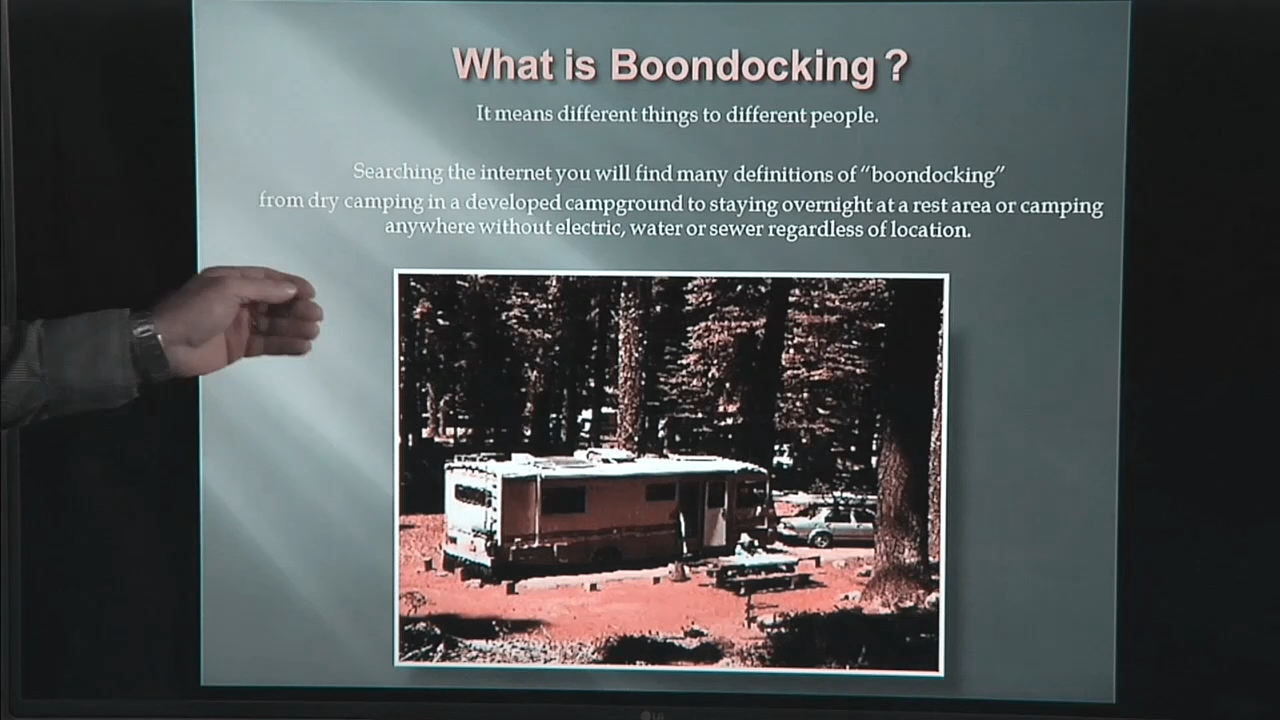 What is Boondocking ?
It means different things to different people.
Searching the internet you will find many definitions of "boondocking"
from dry camping in a developed campground to staying overnight at a rest area or camping
anywhere without electric, water or sewer regardless of location.
LG